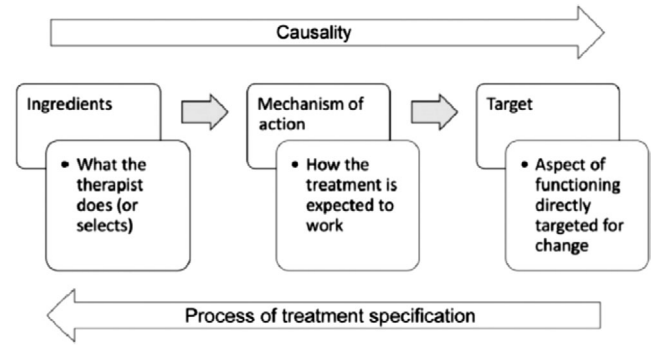 Causality
Ingredients
• What the
therapist
does (or
selects)
Mechanism of
action
• How the
treatment is
expected to
work
Target
• Aspect of
functioning
directly
targeted for
change
Process of treatment specification